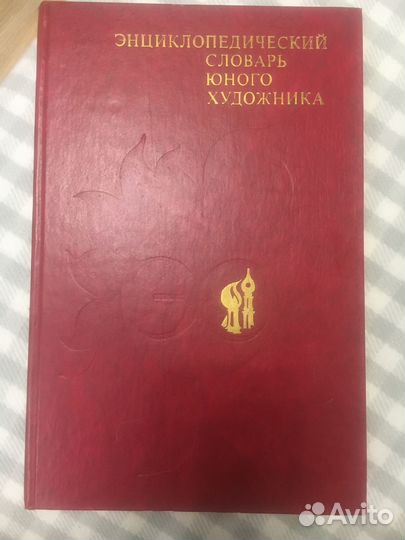 ЭНЦИКЛОПЕДИЧЕСКИЙ
СЛОВАРЬ
ЮНОГО
ХУДОЖНИКА
Avito